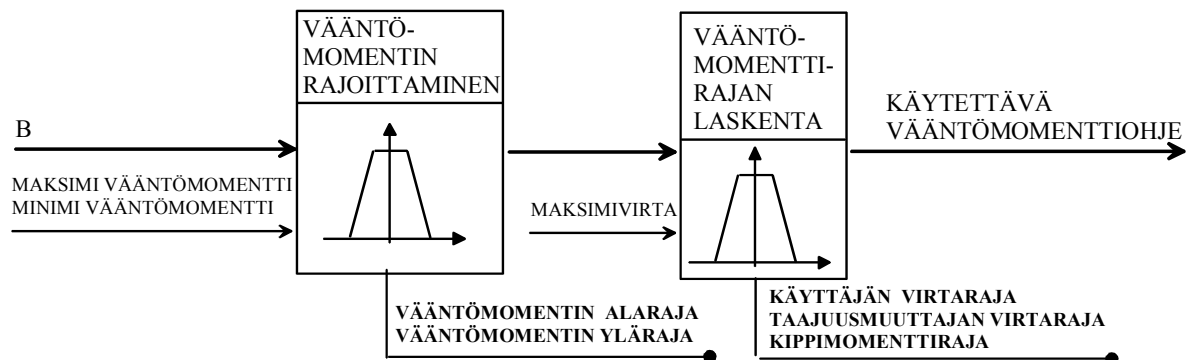 VÄÄNTÖ-
MOMENTIN
RAJOITTAMINEN
VÄÄNTÖ-
MOMENTTI-
RAJAN
LASKENTA
KÄYTETTÄVÄ
VÄÄNTÖMOMENTTIOHJE
B
MAKSIMI VÄÄNTÖMOMENTTI
MINIMI VÄÄNTÖMOMENTTI
MAKSIMIVIRTA
VÄÄNTÖMOMENTIN ALARAJA
VÄÄNTÖMOMENTIN YLÄRAJA
KÄYTTÄJÄN VIRTARAJA
TAAJUUSMUUTTAJAN VIRTARAJA
KIPPIMOMENTTIRAJA